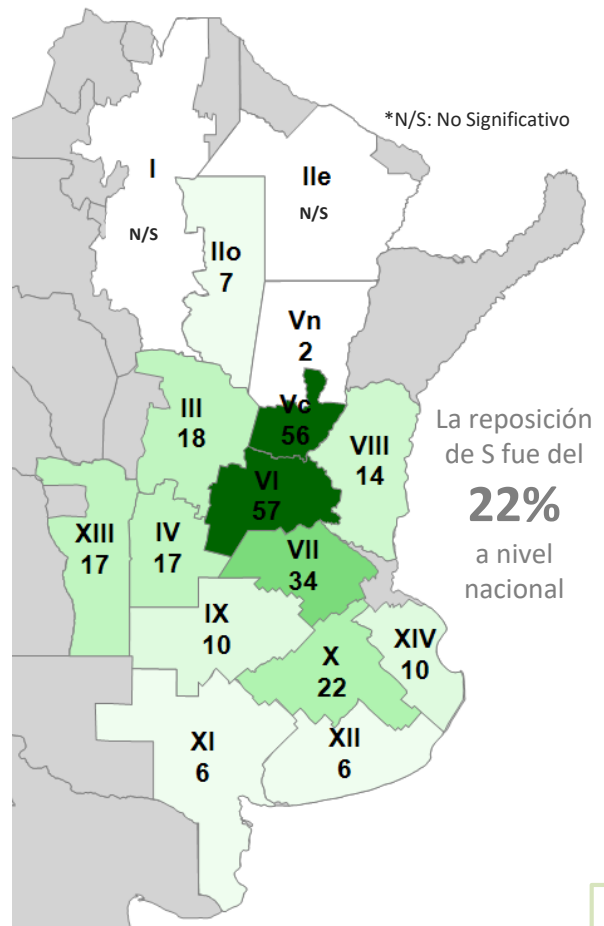 *N/S: No Significativo
I
N/S
IIe
N/S
IIo
7
Vn
2
III
18
Vc
56
VIII
14
La reposición
de S fue del
22%
a nivel
nacional
VI
57
XIII
17
IV
17
VII
34
IX
10
XIV
10
X
22
XI
6
XII
6